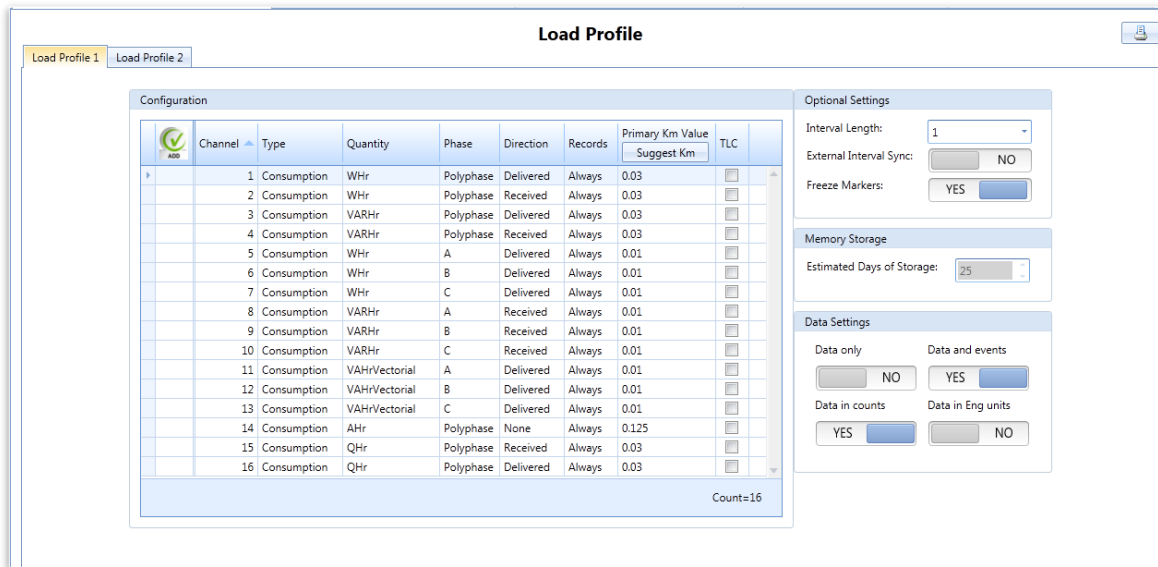 Load Profile
Load Profile 1 Load Profile 2
Configuration
ADD Channel Type Quantity Phase Direction Records Primary Km Value Suggest Km TLC
1 Consumption WHr Polyphase Delivered Always 0.03
2 Consumption WHr Polyphase Received Always 0.03
3 Consumption VARHr Polyphase Delivered Always 0.03
4 Consumption VARHr Polyphase Received Always 0.03
5 Consumption WHr A Delivered Always 0.01
6 Consumption WHr B Delivered Always 0.01
7 Consumption WHr C Delivered Always 0.01
8 Consumption VARHr A Received Always 0.01
9 Consumption VARHr B Received Always 0.01
10 Consumption VARHr C Received Always 0.01
11 Consumption VAHrVectorial A Delivered Always 0.01
12 Consumption VAHrVectorial B Delivered Always 0.01
13 Consumption VAHrVectorial C Delivered Always 0.01
14 Consumption AHr Polyphase None Always 0.125
15 Consumption QHr Polyphase Received Always 0.03
16 Consumption QHr Polyphase Delivered Always 0.03
Count=16
Optional Settings
Interval Length: 1
External Interval Sync: NO
Freeze Markers: YES
Memory Storage
Estimated Days of Storage: 25
Data Settings
Data only Data and events
NO YES
Data in counts Data in Eng units
YES NO